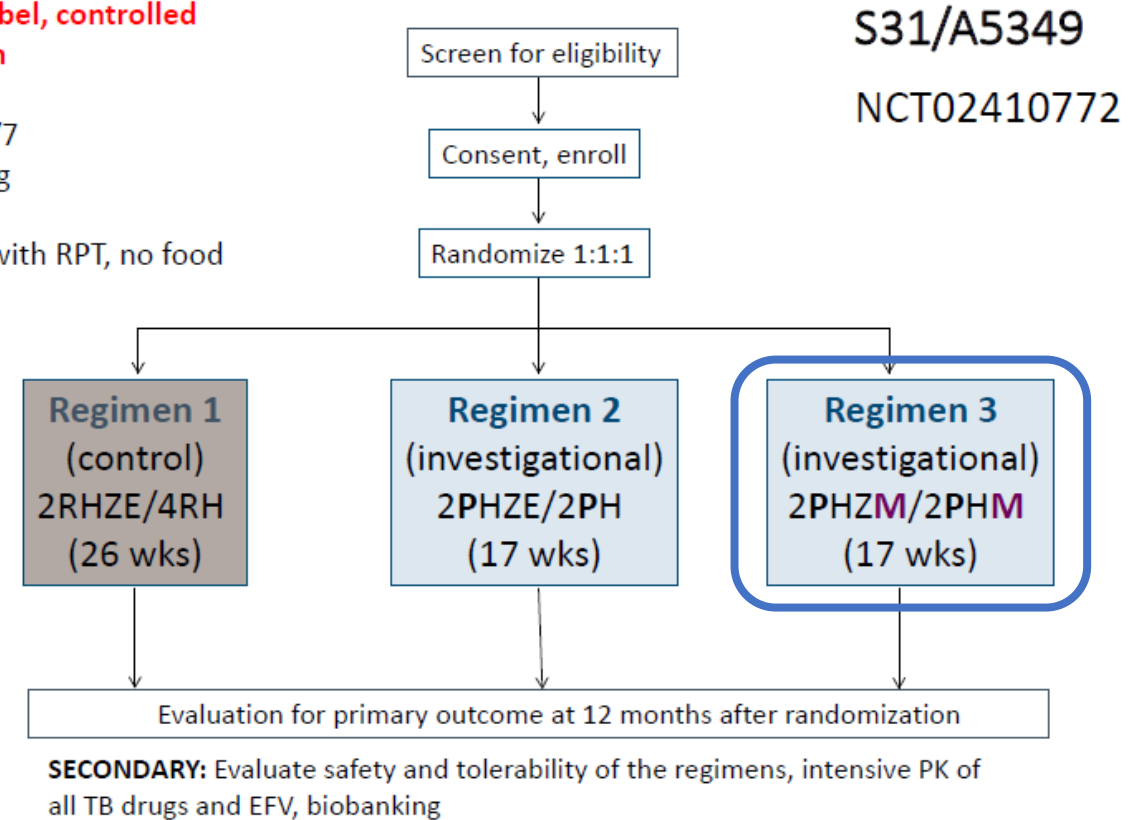 bel, controlled
S31/A5349
Screen for eligibility
NCT02410772
/7
Consent, enroll
g
with RPT, no food
Randomize 1:1:1
Regimen 1
(control)
2RHZE/4RH
(26 wks)
Regimen 2
(investigational)
2PHZE/2PH
(17 wks)
Regimen 3
(investigational)
2PHZM/2PHM
(17 wks)
Evaluation for primary outcome at 12 months after randomization
SECONDARY: Evaluate safety and tolerability of the regimens, intensive PK of
all TB drugs and EFV, biobanking